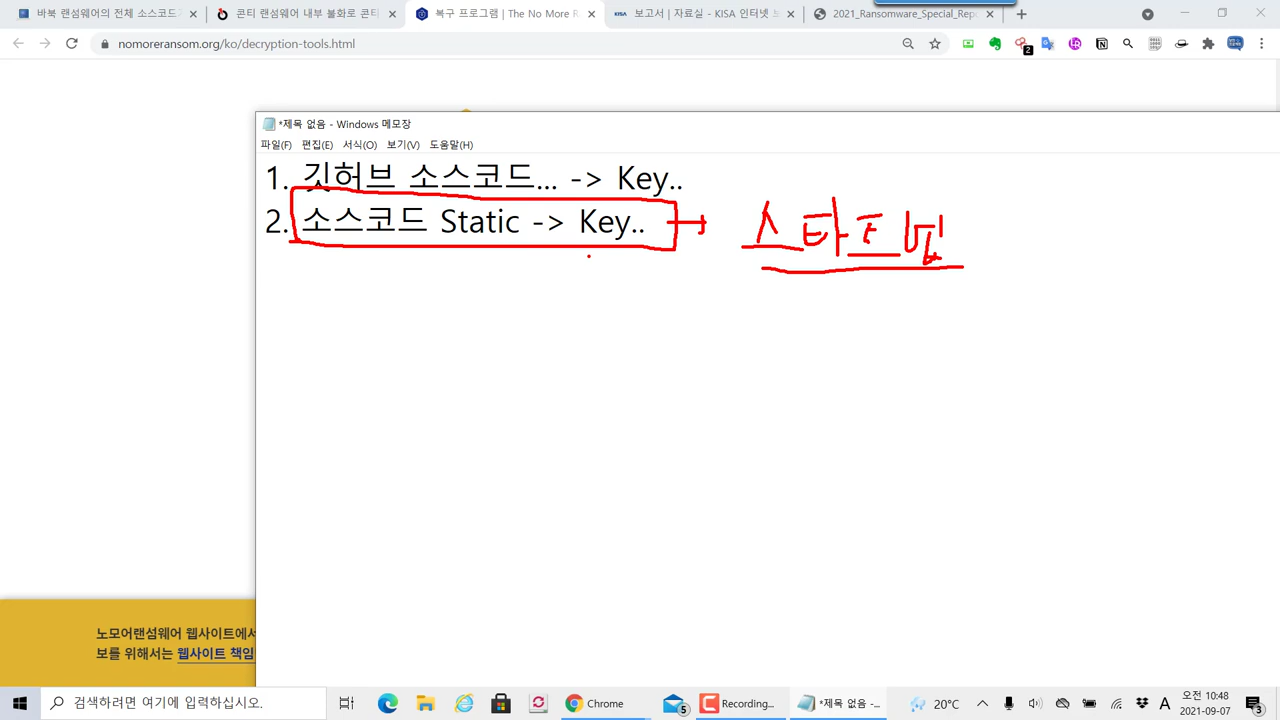 바북 랜섬웨어의 전체 소스코드가
콘티 랜섬웨어 내부 불화로 콘티
복구 프로그램 | The No More R
보고서 | 자료실 - KISA 인터넷 보
2021_Ransomware_Special_Rep
nomoreransom.org/ko/decryption-tools.html
2
*제목 없음 - Windows 메모장
파일(F) 편집(E) 서식(O) 보기(V) 도움말(H)
1. 깃허브 소스코드... -> Key..
2. 소스코드 Static -> Key..
스타트업
노모어랜섬웨어 웹사이트에서
보를 위해서는 웹사이트 책임
검색하려면 여기에 입력하십시오.
Chrome
5
Recording...
*제목 없음 -...
20°C
A
오전 10:48
2021-09-07
3